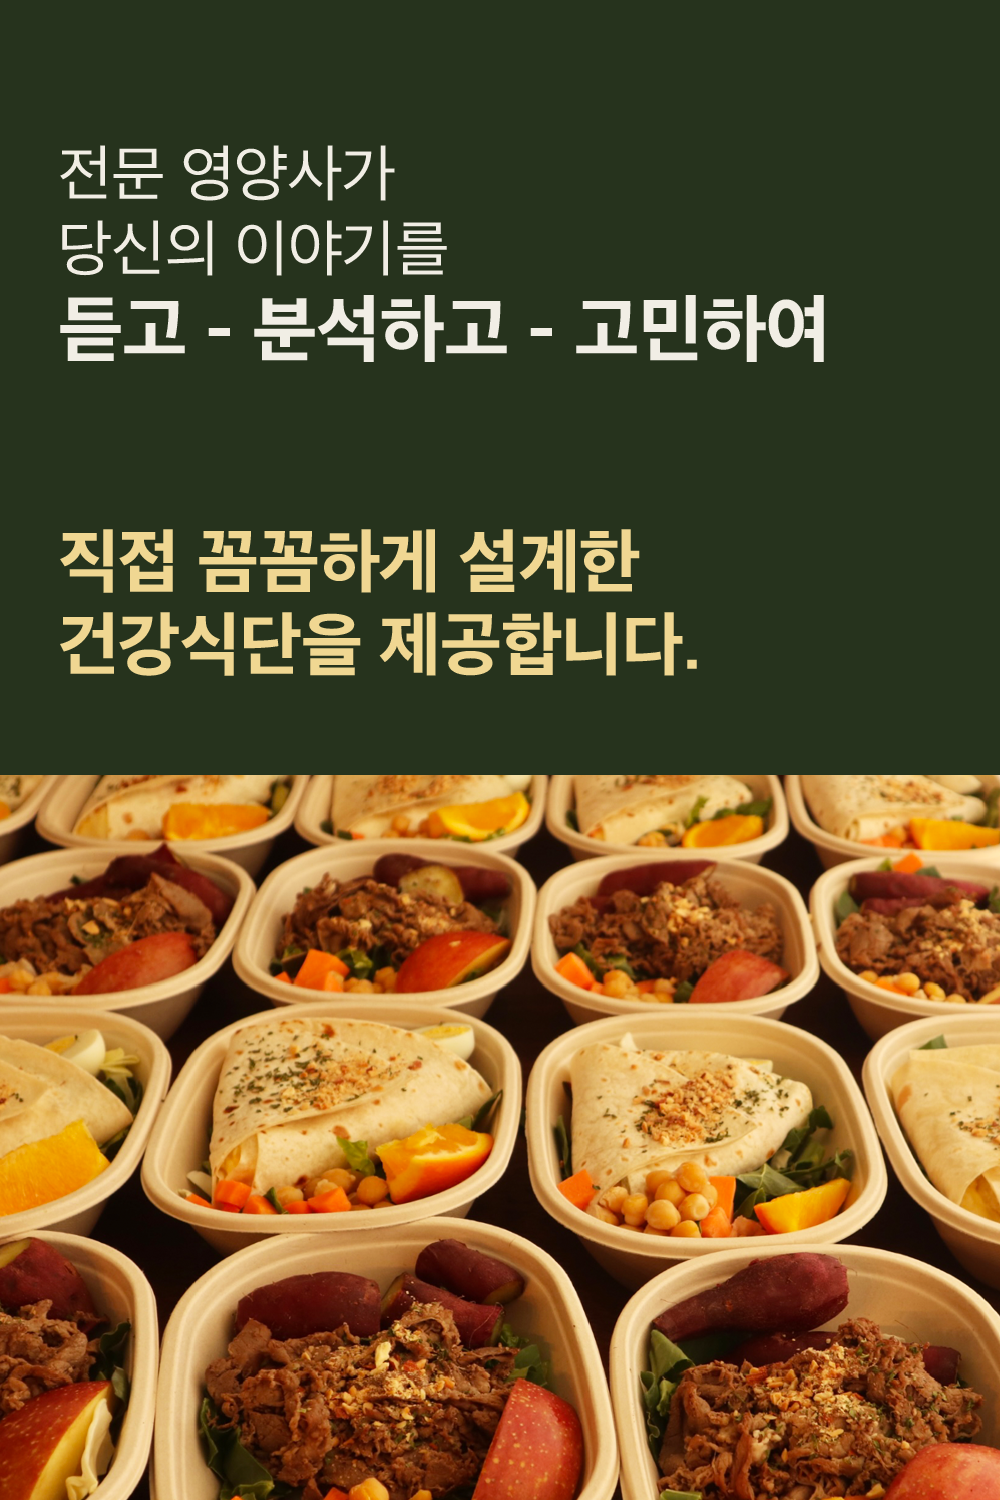 전문 영양사가
당신의 이야기를
듣고 - 분석하고 - 고민하여
직접 꼼꼼하게 설계한
건강식단을 제공합니다.